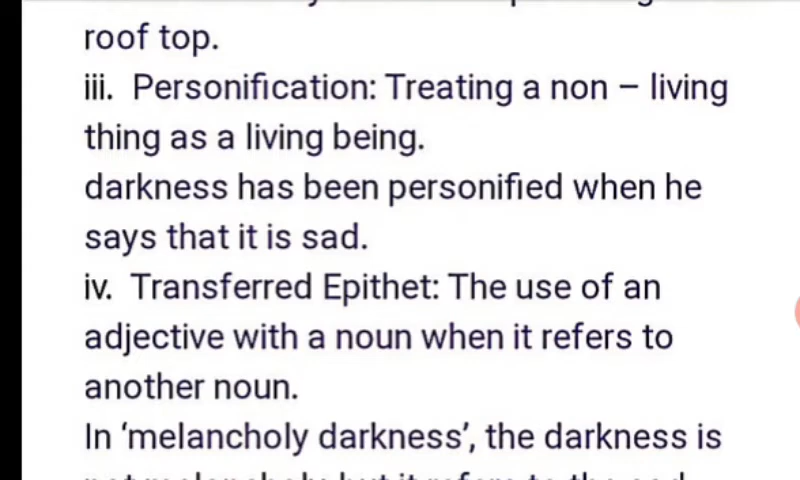 roof top.
iii. Personification: Treating a non – living
thing as a living being.
darkness has been personified when he
says that it is sad.
iv. Transferred Epithet: The use of an
adjective with a noun when it refers to
another noun.
In ‘melancholy darkness’, the darkness is